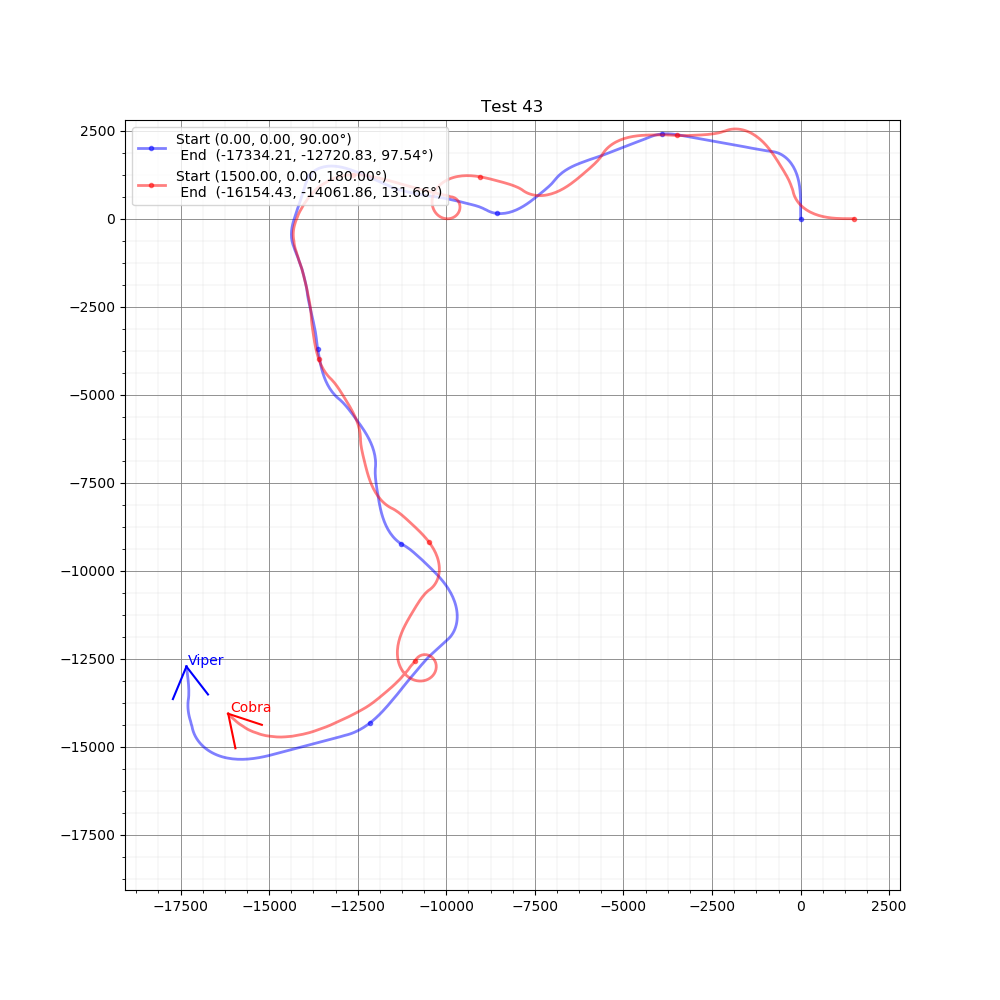 Test 43
Start (0.00, 0.00, 90.00°)
End (-17334.21, -12720.83, 97.54°)
Start (1500.00, 0.00, 180.00°)
End (-16154.43, -14061.86, 131.66°)
2500
0
−2500
−5000
−7500
−10000
−12500
−15000
−17500
Viper
Cobra
−17500 −15000 −12500 −10000 −7500 −5000 −2500 0 2500